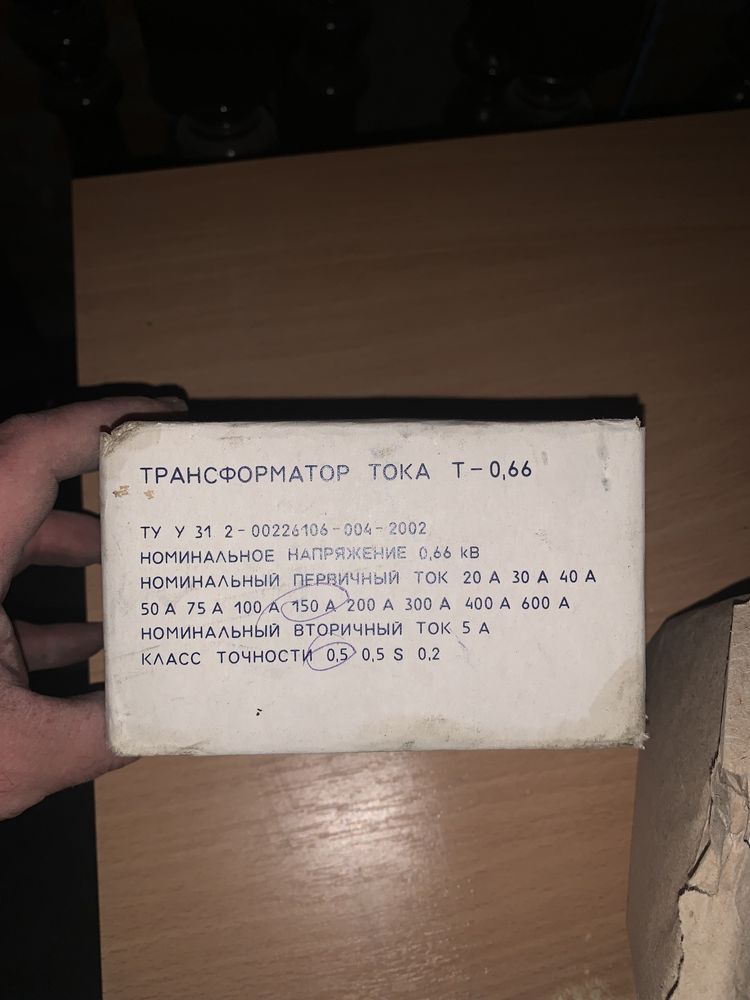 ТРАНСФОРМАТОР ТОКА Т-0,66
ТУ У 31 2-00226106-004-2002
НОМИНАЛЬНОЕ НАПРЯЖЕНИЕ 0,66 кВ
НОМИНАЛЬНЫЙ ПЕРВИЧНЫЙ ТОК 20 А 30 А 40 А
50 А 75 А 100 А 150 А 200 А 300 А 400 А 600 А
НОМИНАЛЬНЫЙ ВТОРИЧНЫЙ ТОК 5 А
КЛАСС ТОЧНОСТИ 0,5 0,5 S 0,2